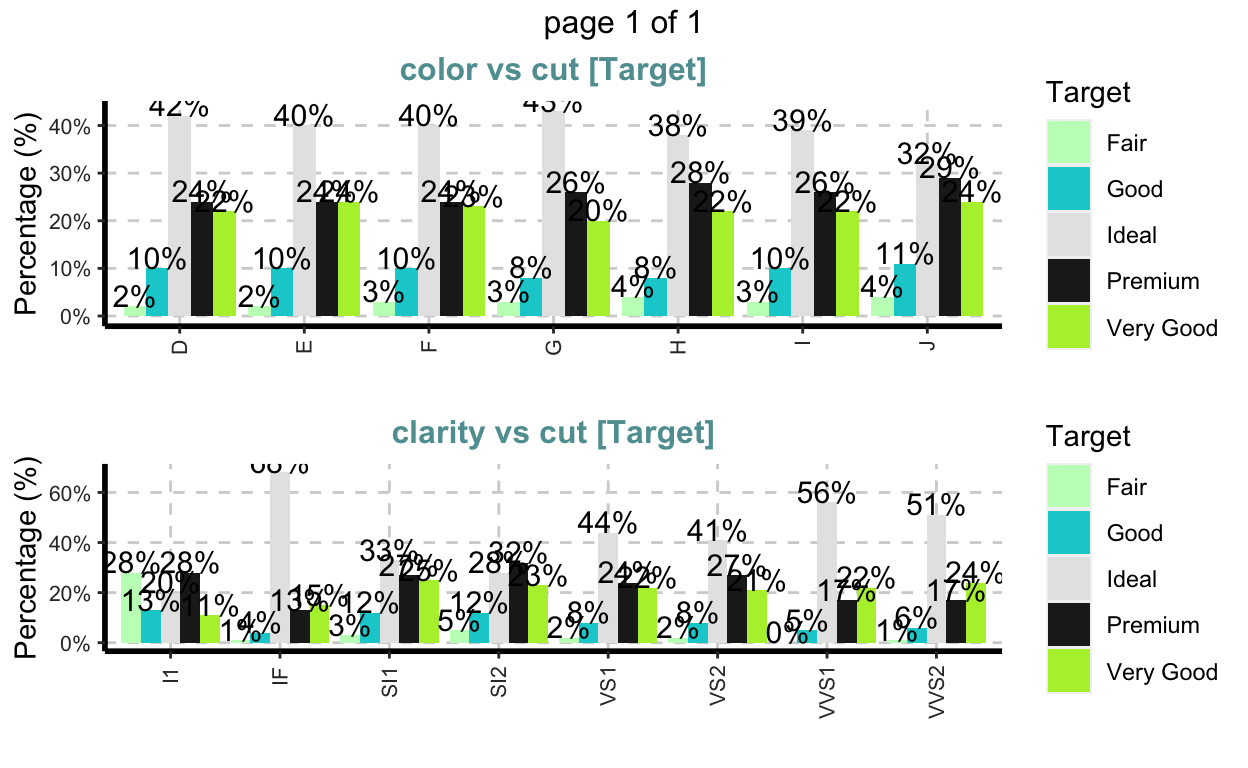 page 1 of 1
color vs cut [Target]
Percentage (%)
40%
30%
20%
10%
0%
2% 10% 42% 24% 22%
2% 10% 40% 24% 24%
3% 10% 40% 24% 23%
3% 8% 43% 26% 20%
4% 8% 38% 28% 22%
3% 10% 39% 26% 22%
4% 11% 32% 29% 24%
D E F G H I J
Target
Fair
Good
Ideal
Premium
Very Good
clarity vs cut [Target]
Percentage (%)
60%
40%
20%
0%
28% 13% 20% 28% 11%
1% 4% 68% 13% 15%
3% 12% 33% 27% 25%
5% 12% 28% 32% 23%
2% 8% 44% 24% 22%
2% 8% 41% 27% 21%
0% 5% 56% 17% 22%
1% 6% 51% 17% 24%
I1 IF SI1 SI2 VS1 VS2 VVS1 VVS2
Target
Fair
Good
Ideal
Premium
Very Good